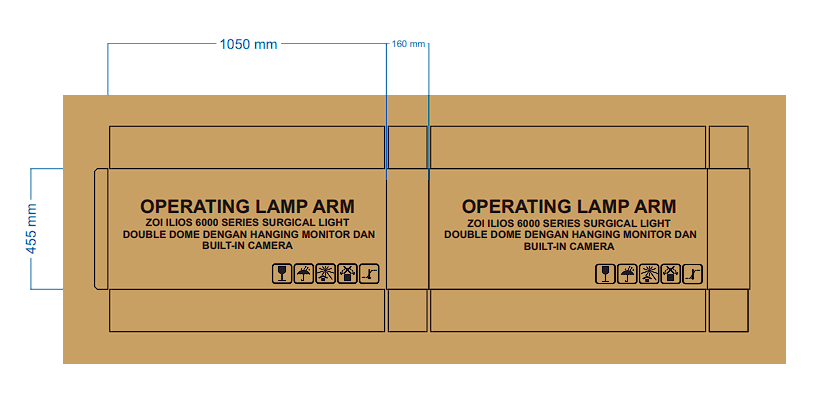 1050 mm
160 mm
455 mm
OPERATING LAMP ARM
ZOI ILIOS 6000 SERIES SURGICAL LIGHT
DOUBLE DOME DENGAN HANGING MONITOR DAN
BUILT-IN CAMERA
OPERATING LAMP ARM
ZOI ILIOS 6000 SERIES SURGICAL LIGHT
DOUBLE DOME DENGAN HANGING MONITOR DAN
BUILT-IN CAMERA